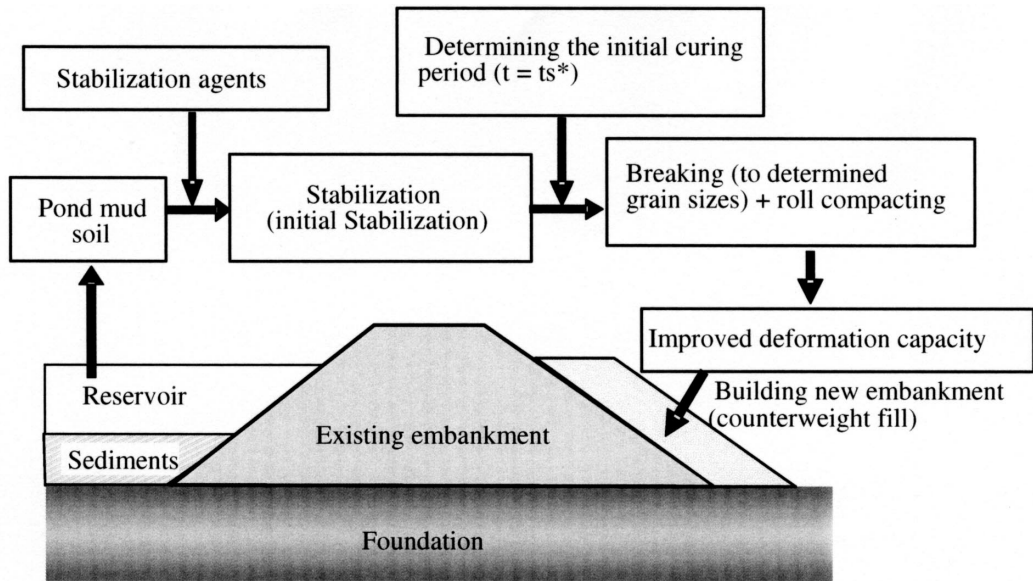 Stabilization agents
Determining the initial curing
period (t = ts*)
Pond mud
soil
Stabilization
(initial Stabilization)
Breaking (to determined
grain sizes) + roll compacting
Improved deformation capacity
Building new embankment
(counterweight fill)
Reservoir
Existing embankment
Sediments
Foundation